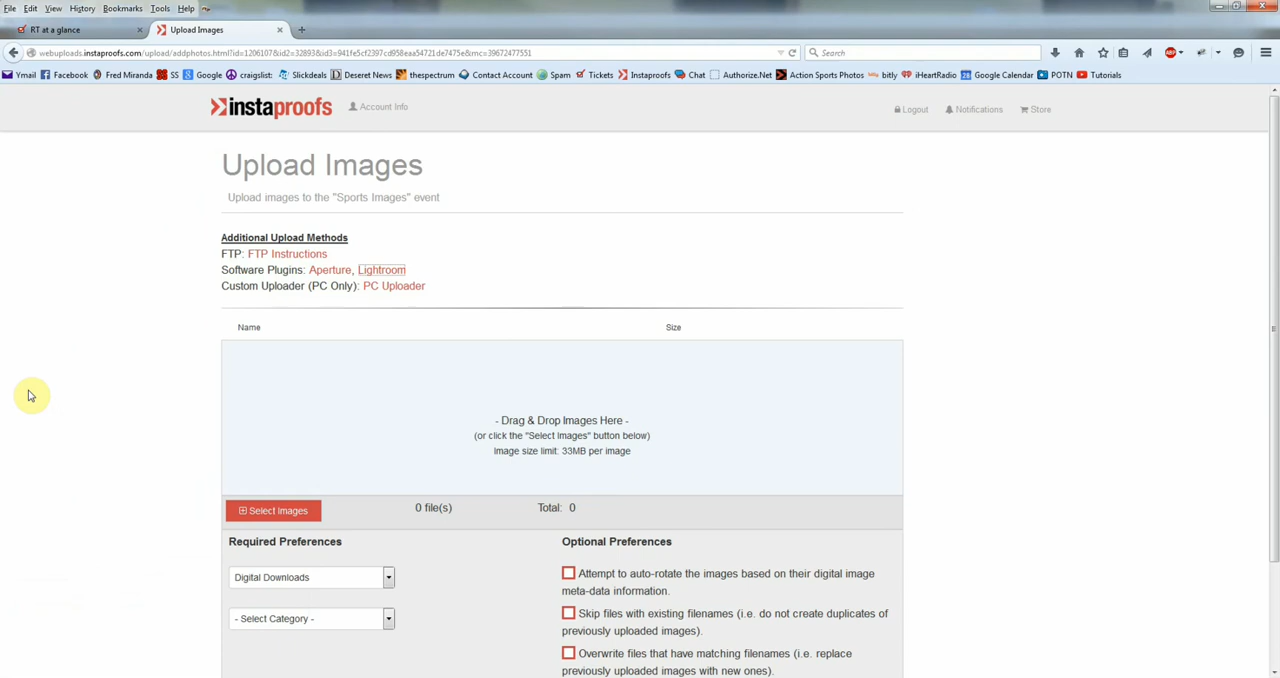 File Edit View History Bookmarks Tools Help
RT at a glance × Upload Images × +
webuploads.instaproofs.com/upload/addphotos.html?id=1206107&id2=32893&id3=941fe5cf2397cd958eaa54721de7475e&mc=39672477551 Search ABP
Ymail Facebook Fred Miranda SS Google craigslist: Slickdeals Deseret News thespectrum Contact Account Spam Tickets Instaproofs Chat Authorize.Net Action Sports Photos bitly iHeartRadio Google Calendar POTN Tutorials
instaproofs Account Info Logout Notifications Store
Upload Images
Upload images to the "Sports Images" event
Additional Upload Methods
FTP: FTP Instructions
Software Plugins: Aperture, Lightroom
Custom Uploader (PC Only): PC Uploader
Name Size
- Drag & Drop Images Here -
(or click the "Select Images" button below)
Image size limit: 33MB per image
Select Images 0 file(s) Total: 0
Required Preferences Optional Preferences
Digital Downloads
Attempt to auto-rotate the images based on their digital image
meta-data information.
- Select Category -
Skip files with existing filenames (i.e. do not create duplicates of
previously uploaded images).
Overwrite files that have matching filenames (i.e. replace
previously uploaded images with new ones).